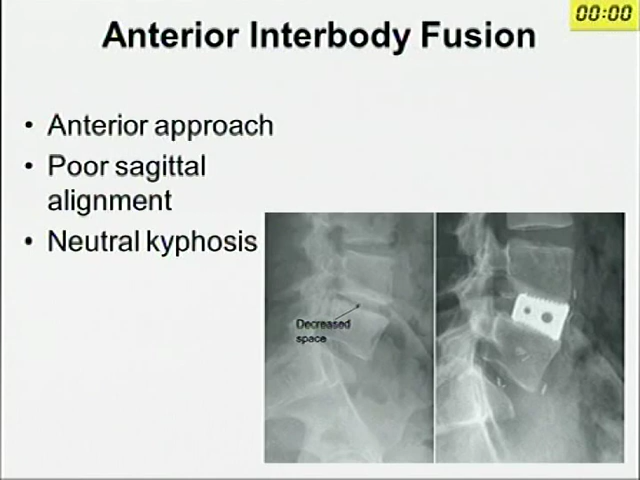 00:00
Anterior Interbody Fusion
• Anterior approach
• Poor sagittal
alignment
• Neutral kyphosis
Decreased
space